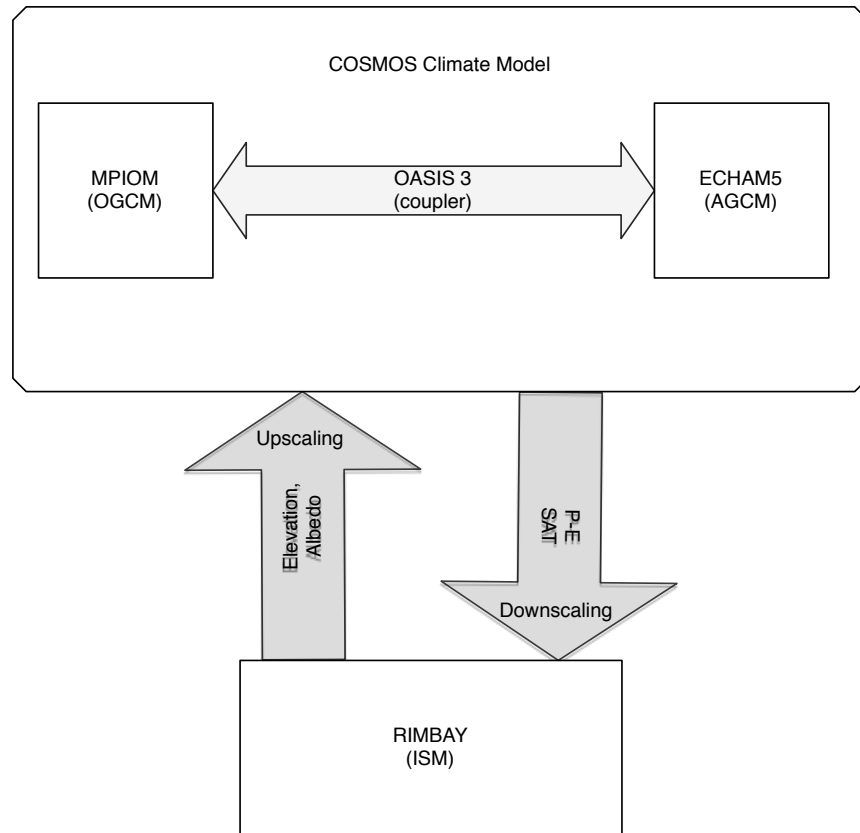 COSMOS Climate Model
MPIOM
(OGCM)
OASIS 3
(coupler)
ECHAM5
(AGCM)
Upscaling
Elevation,
Albedo
P-E
SAT
Downscaling
RIMBAY
(ISM)